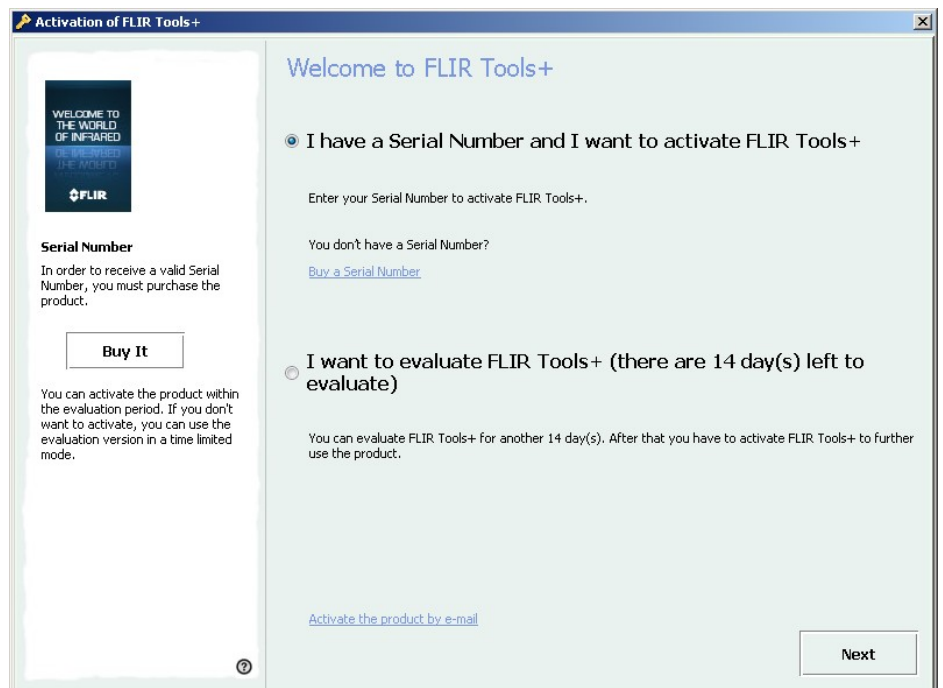 Activation of FLIR Tools+
WELCOME TO
THE WORLD
OF INFRARED
FLIR
Serial Number
In order to receive a valid Serial
Number, you must purchase the
product.
Buy It
You can activate the product within
the evaluation period. If you don't
want to activate, you can use the
evaluation version in a time limited
mode.
Welcome to FLIR Tools+
I have a Serial Number and I want to activate FLIR Tools+
Enter your Serial Number to activate FLIR Tools+.
You don't have a Serial Number?
Buy a Serial Number
I want to evaluate FLIR Tools+ (there are 14 day(s) left to
evaluate)
You can evaluate FLIR Tools+ for another 14 day(s). After that you have to activate FLIR Tools+ to further
use the product.
Activate the product by e-mail
Next